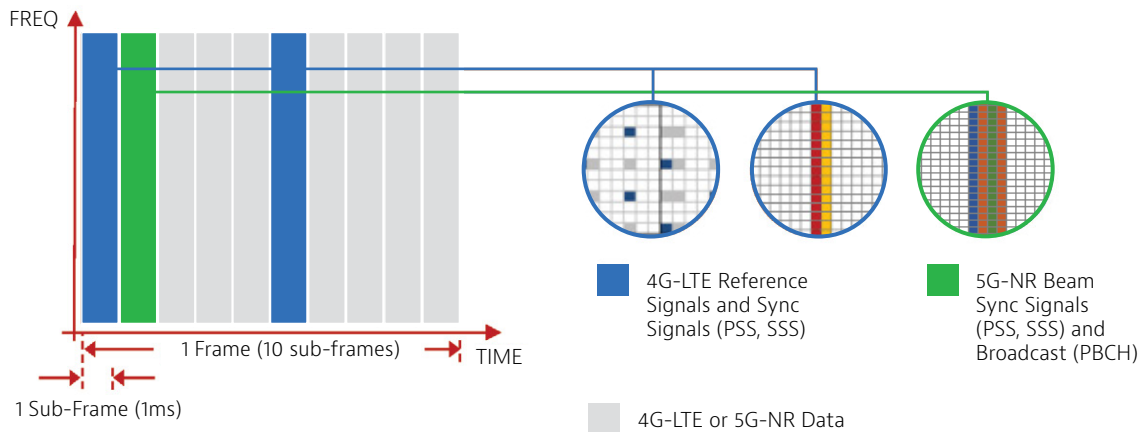 FREQ
1 Frame (10 sub-frames)
TIME
1 Sub-Frame (1ms)
4G-LTE Reference
Signals and Sync
Signals (PSS, SSS)
5G-NR Beam
Sync Signals
(PSS, SSS) and
Broadcast (PBCH)
4G-LTE or 5G-NR Data